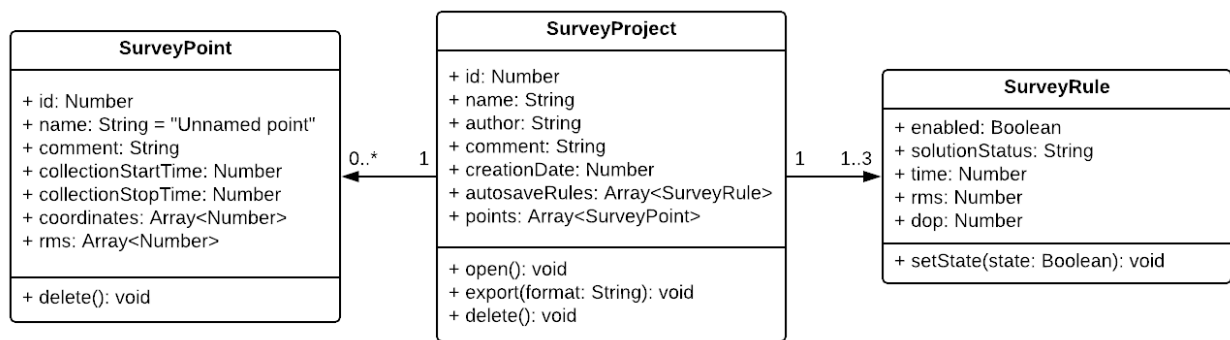 SurveyPoint
+ id: Number
+ name: String = "Unnamed point"
+ comment: String
+ collectionStartTime: Number
+ collectionStopTime: Number
+ coordinates: Array<Number>
+ rms: Array<Number>
+ delete(): void
0..*
1
SurveyProject
+ id: Number
+ name: String
+ author: String
+ comment: String
+ creationDate: Number
+ autosaveRules: Array<SurveyRule>
+ points: Array<SurveyPoint>
+ open(): void
+ export(format: String): void
+ delete(): void
1
1..3
SurveyRule
+ enabled: Boolean
+ solutionStatus: String
+ time: Number
+ rms: Number
+ dop: Number
+ setState(state: Boolean): void